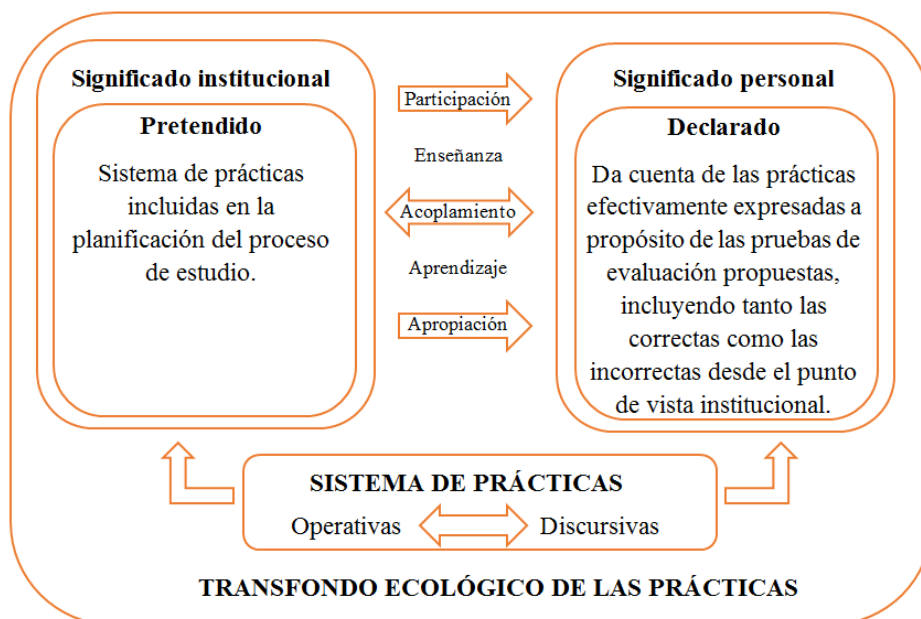 Significado institucional
Pretendido
Sistema de prácticas
incluidas en la
planificación del proceso
de estudio.
Participación
Enseñanza
Acoplamiento
Aprendizaje
Apropiación
Significado personal
Declarado
Da cuenta de las prácticas
efectivamente expresadas a
propósito de las pruebas de
evaluación propuestas,
incluyendo tanto las
correctas como las
incorrectas desde el punto
de vista institucional.
SISTEMA DE PRÁCTICAS
Operativas
Discursivas
TRANSFONDO ECOLÓGICO DE LAS PRÁCTICAS